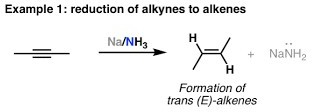 Example 1: reduction of alkynes to alkenes
Na/NH₃
H
H
+ NaNH₂
Formation of
trans (E)-alkenes